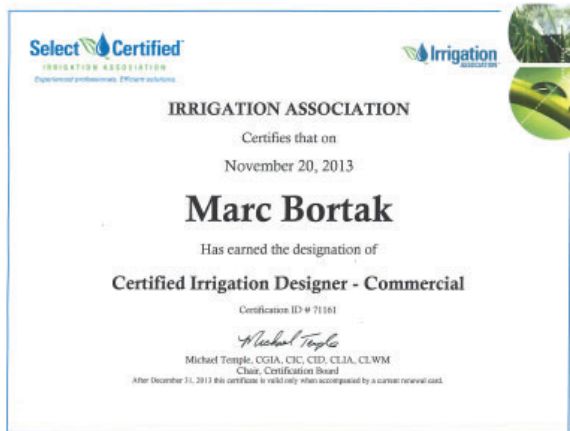 Select Certified
IRRIGATION ASSOCIATION
Experienced professionals. Efficient solutions.
Irrigation
ASSOCIATION
IRRIGATION ASSOCIATION
Certifies that on
November 20, 2013
Marc Bortak
Has earned the designation of
Certified Irrigation Designer - Commercial
Certification ID # 71161
Michael Temple
Michael Temple, CGIA, CIC, CID, CLIA, CLWM
Chair, Certification Board
After December 31, 2013 this certificate is valid only when accompanied by a current renewal card.